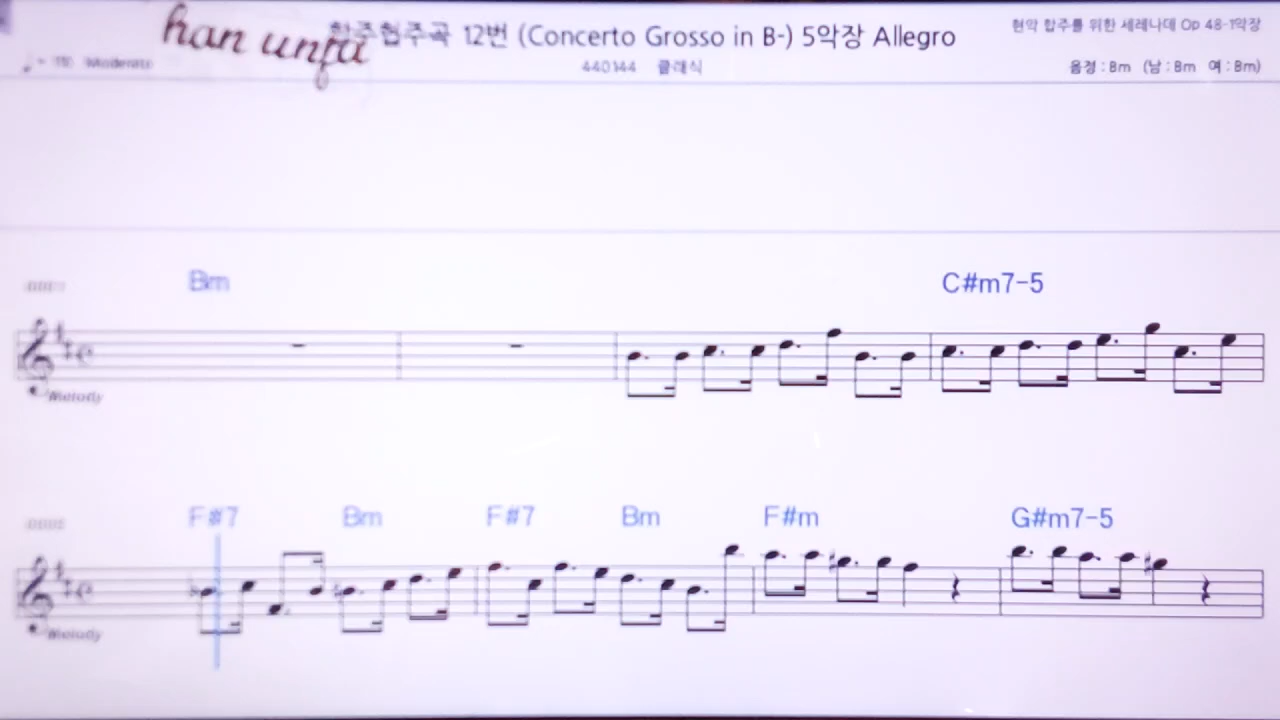 han unfa
합주협주곡 12번 (Concerto Grosso in B-) 5악장 Allegro
현악 합주를 위한 세레나데 Op 48-1악장
Moderato
440144 클래식
음정 : Bm (남 : Bm 여 : Bm)
Bm C#m7-5
Melody
F#7 Bm F#7 Bm F#m G#m7-5
Melody